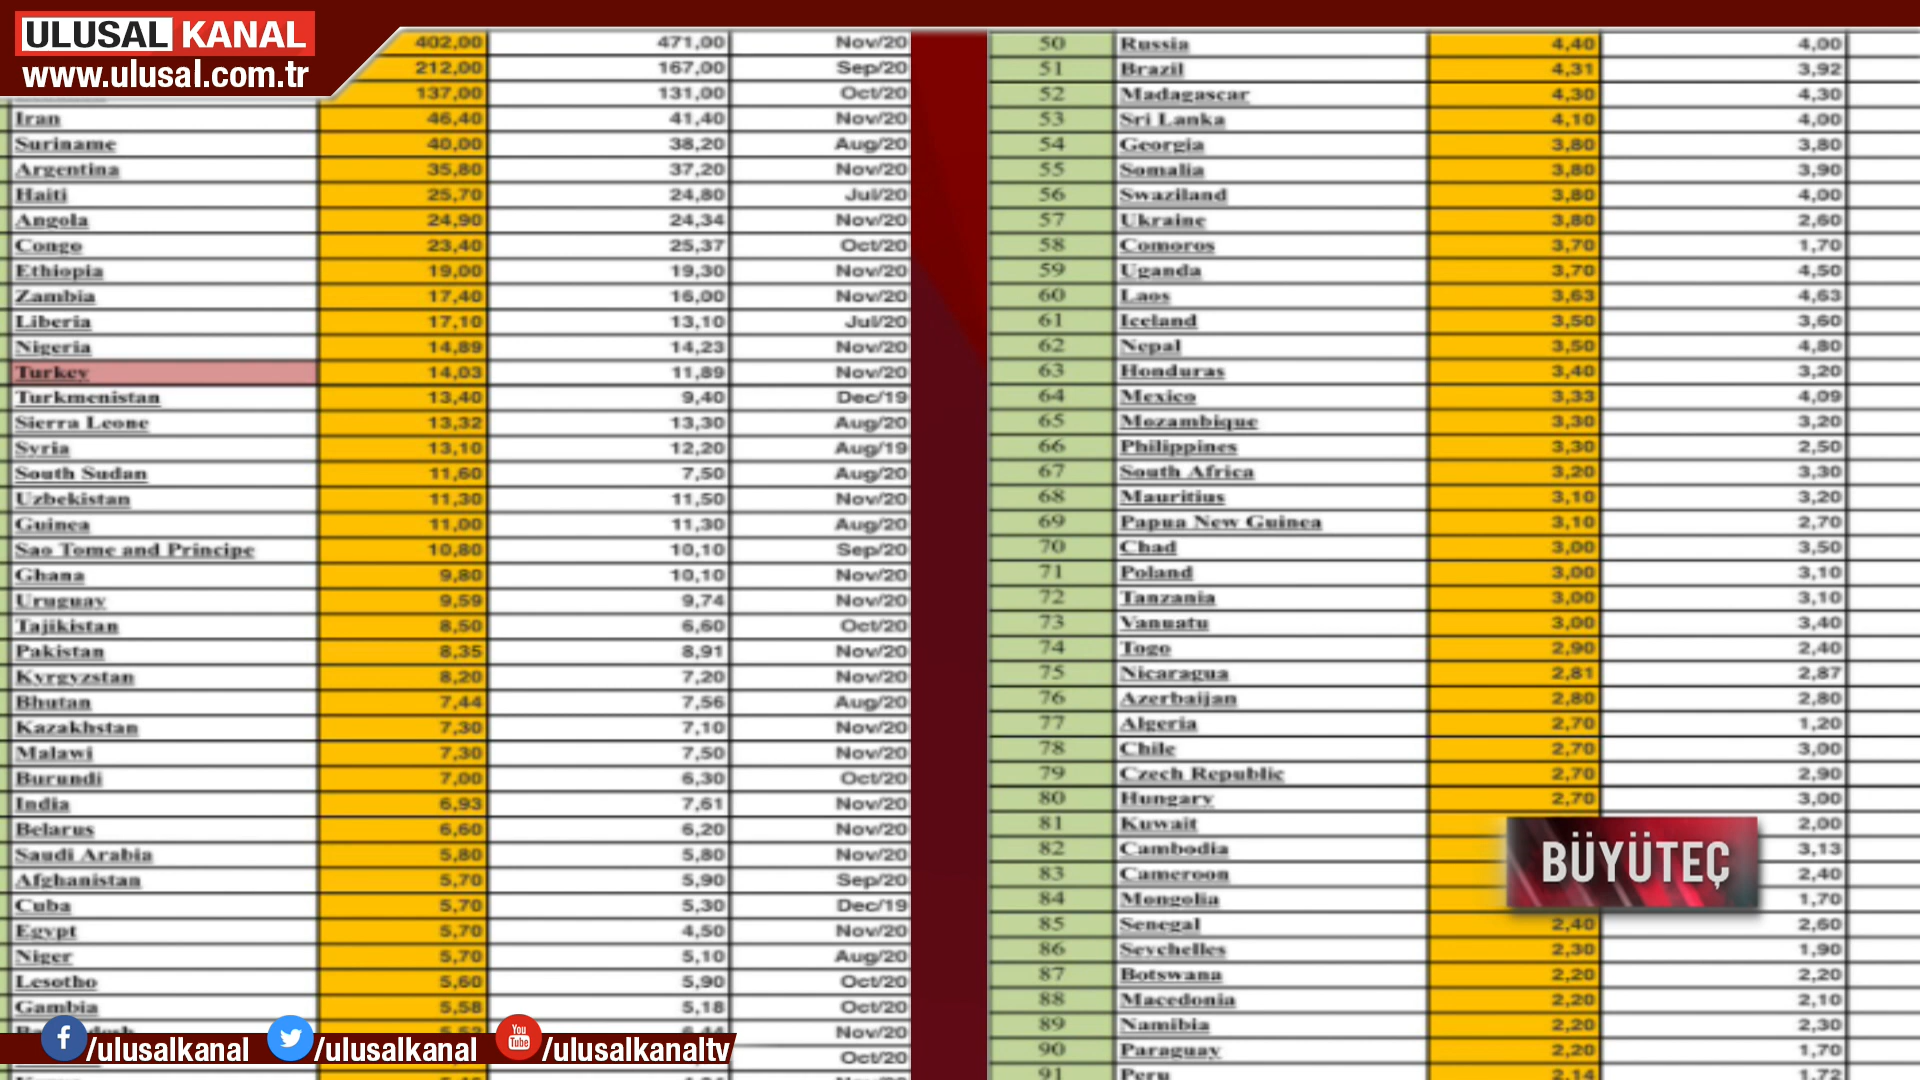 ULUSAL KANAL
www.ulusal.com.tr
402,00 471,00 Nov/20
212,00 167,00 Sep/20
137,00 131,00 Oct/20
Iran 46,40 41,40 Nov/20
Suriname 40,00 38,20 Aug/20
Argentina 35,80 37,20 Nov/20
Haiti 25,70 24,80 Jul/20
Angola 24,90 24,34 Nov/20
Congo 23,40 25,37 Oct/20
Ethiopia 19,00 19,30 Nov/20
Zambia 17,40 16,00 Nov/20
Liberia 17,10 13,10 Jul/20
Nigeria 14,89 14,23 Nov/20
Turkey 14,03 11,89 Nov/20
Turkmenistan 13,40 9,40 Dec/19
Sierra Leone 13,32 13,30 Aug/20
Syria 13,10 12,20 Aug/19
South Sudan 11,60 7,50 Aug/20
Uzbekistan 11,30 11,50 Nov/20
Guinea 11,00 11,30 Aug/20
Sao Tome and Principe 10,80 10,10 Sep/20
Ghana 9,80 10,10 Nov/20
Uruguay 9,59 9,74 Nov/20
Tajikistan 8,50 6,60 Oct/20
Pakistan 8,35 8,91 Nov/20
Kyrgyzstan 8,20 7,20 Nov/20
Bhutan 7,44 7,56 Aug/20
Kazakhstan 7,30 7,10 Nov/20
Malawi 7,30 7,50 Nov/20
Burundi 7,00 6,30 Oct/20
India 6,93 7,61 Nov/20
Belarus 6,60 6,20 Nov/20
Saudi Arabia 5,80 5,80 Nov/20
Afghanistan 5,70 5,90 Sep/20
Cuba 5,70 5,30 Dec/19
Egypt 5,70 4,50 Nov/20
Niger 5,70 5,10 Aug/20
Lesotho 5,60 5,90 Oct/20
Gambia 5,58 5,18 Oct/20
Nov/20
Oct/20
50 Russia 4,40 4,00
51 Brazil 4,31 3,92
52 Madagascar 4,30 4,30
53 Sri Lanka 4,10 4,00
54 Georgia 3,80 3,80
55 Somalia 3,80 3,90
56 Swaziland 3,80 4,00
57 Ukraine 3,80 2,60
58 Comoros 3,70 1,70
59 Uganda 3,70 4,50
60 Laos 3,63 4,63
61 Iceland 3,50 3,60
62 Nepal 3,50 4,80
63 Honduras 3,40 3,20
64 Mexico 3,33 4,09
65 Mozambique 3,30 3,20
66 Philippines 3,30 2,50
67 South Africa 3,20 3,30
68 Mauritius 3,10 3,20
69 Papua New Guinea 3,10 2,70
70 Chad 3,00 3,50
71 Poland 3,00 3,10
72 Tanzania 3,00 3,10
73 Vanuatu 3,00 3,40
74 Togo 2,90 2,40
75 Nicaragua 2,81 2,87
76 Azerbaijan 2,80 2,80
77 Algeria 2,70 1,20
78 Chile 2,70 3,00
79 Czech Republic 2,70 2,90
80 Hungary 2,70 3,00
81 Kuwait 2,00
82 Cambodia 3,13
83 Cameroon 2,40
84 Mongolia 1,70
85 Senegal 2,40 2,60
86 Seychelles 2,30 1,90
87 Botswana 2,20 2,20
88 Macedonia 2,20 2,10
89 Namibia 2,20 2,30
90 Paraguay 2,20 1,70
91 Peru 2,14 1,72
BÜYÜTEÇ
/ulusalkanal /ulusalkanal You Tube /ulusalkanaltv